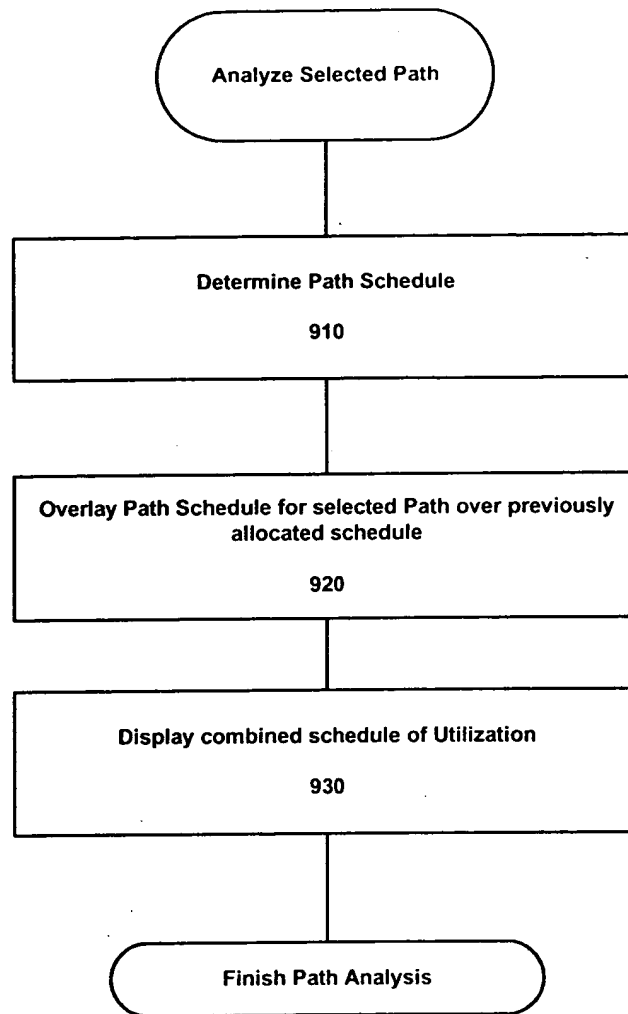 Analyze Selected Path
Determine Path Schedule
910
Overlay Path Schedule for selected Path over previously
allocated schedule
920
Display combined schedule of Utilization
930
Finish Path Analysis